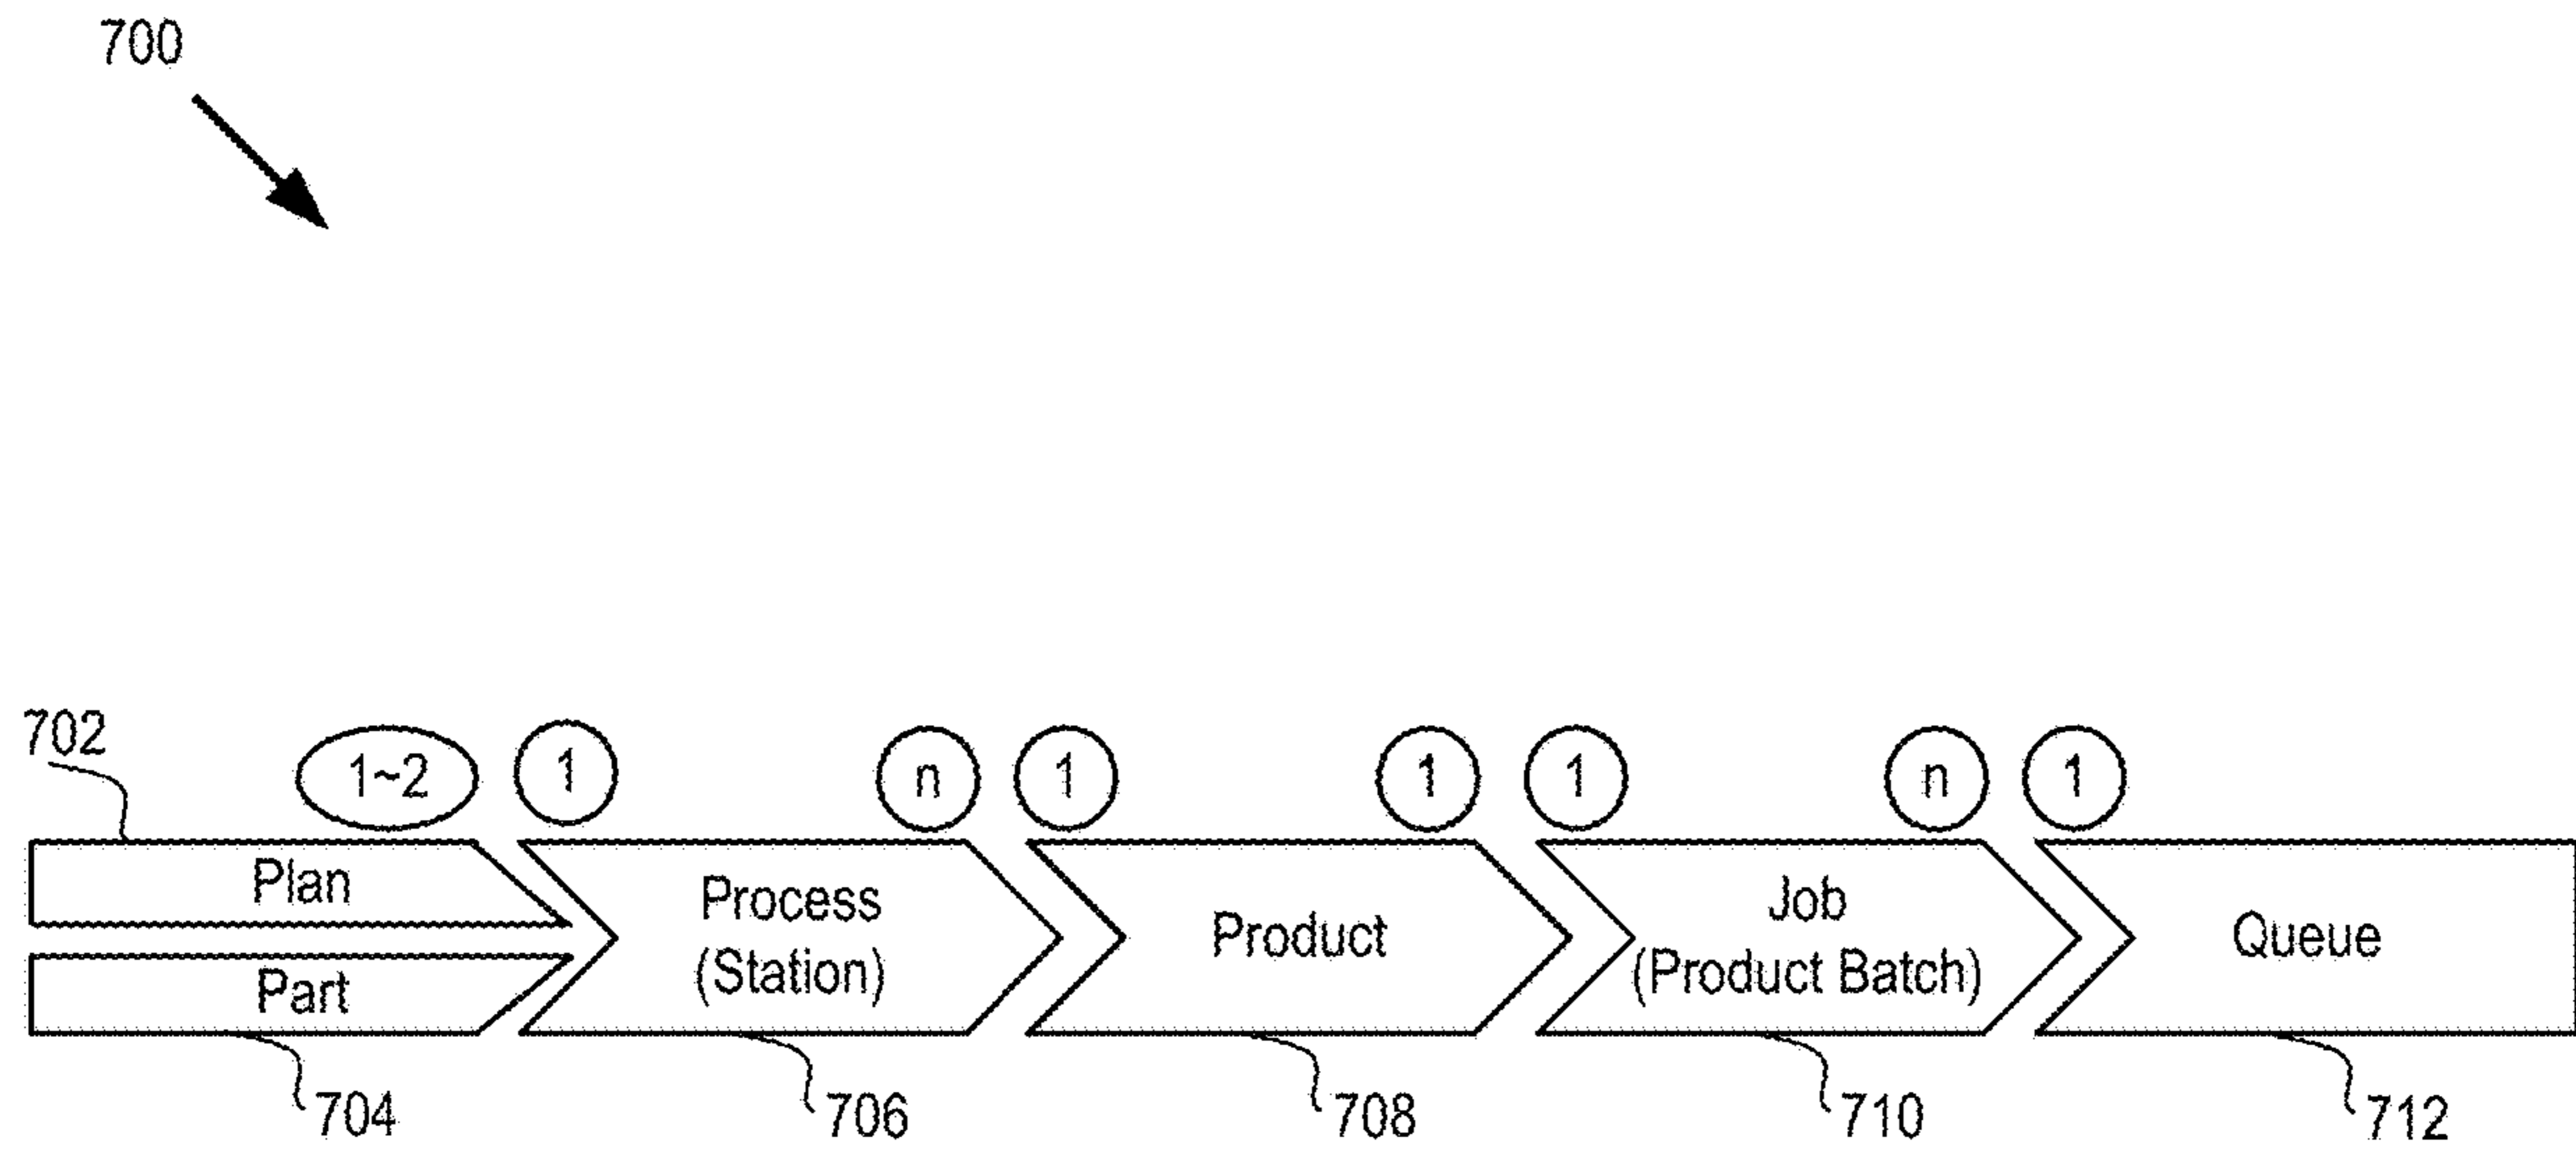 700
702
1~2
1
n
1
1
1
n
1
Plan
Part
Process
(Station)
Product
Job
(Product Batch)
Queue
704
706
708
710
712